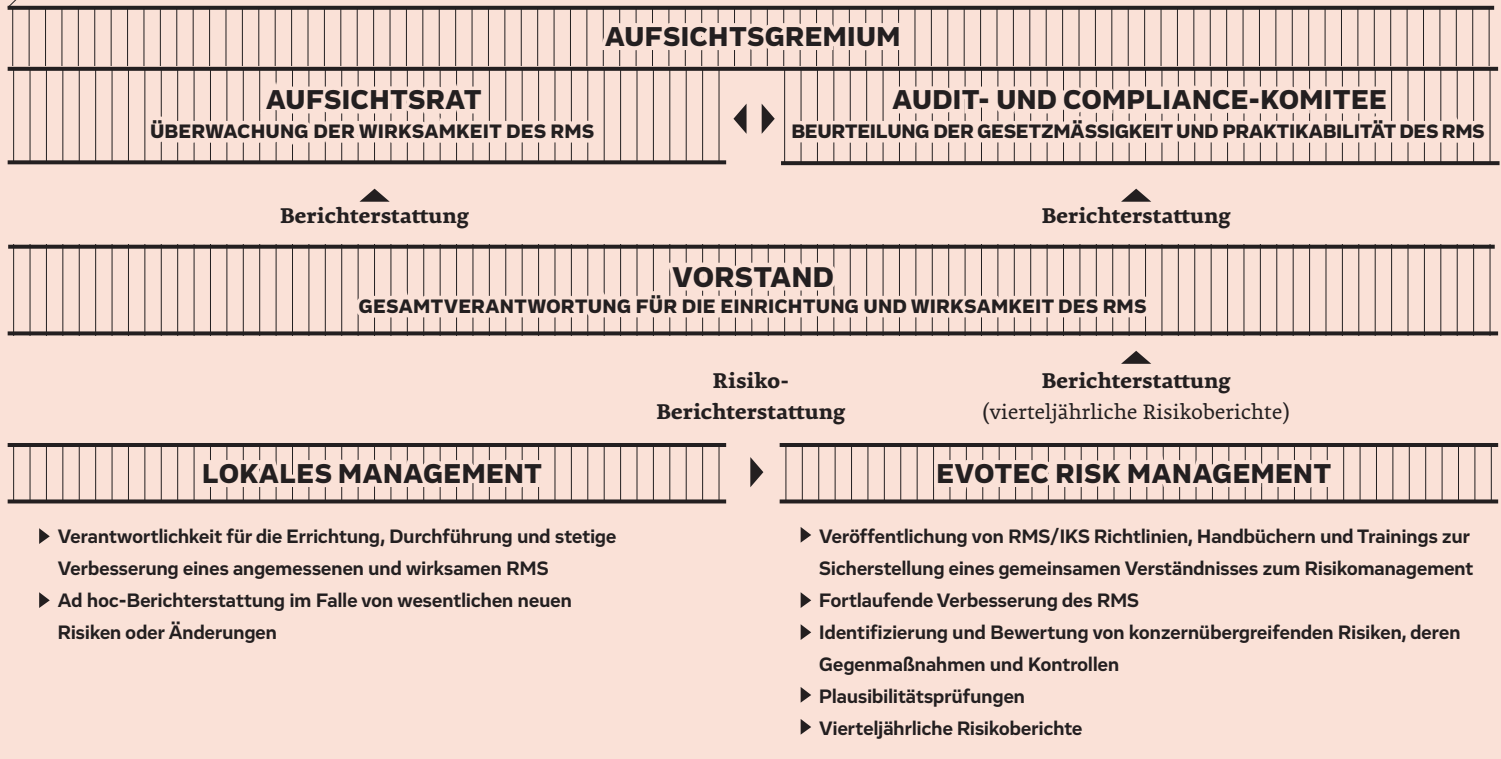 AUFSICHTSGREMIUM
AUFSICHTSRAT
ÜBERWACHUNG DER WIRKSAMKEIT DES RMS
AUDIT- UND COMPLIANCE-KOMITEE
BEURTEILUNG DER GESETZMÄSSIGKEIT UND PRAKTIKABILITÄT DES RMS
Berichterstattung
Berichterstattung
VORSTAND
GESAMTVERANTWORTUNG FÜR DIE EINRICHTUNG UND WIRKSAMKEIT DES RMS
Risiko-
Berichterstattung
Berichterstattung
(vierteljährliche Risikoberichte)
LOKALES MANAGEMENT
Verantwortlichkeit für die Errichtung, Durchführung und stetige
Verbesserung eines angemessenen und wirksamen RMS
Ad hoc-Berichterstattung im Falle von wesentlichen neuen
Risiken oder Änderungen
EVOTEC RISK MANAGEMENT
Veröffentlichung von RMS/IKS Richtlinien, Handbüchern und Trainings zur
Sicherstellung eines gemeinsamen Verständnisses zum Risikomanagement
Fortlaufende Verbesserung des RMS
Identifizierung und Bewertung von konzernübergreifenden Risiken, deren
Gegenmaßnahmen und Kontrollen
Plausibilitätsprüfungen
Vierteljährliche Risikoberichte